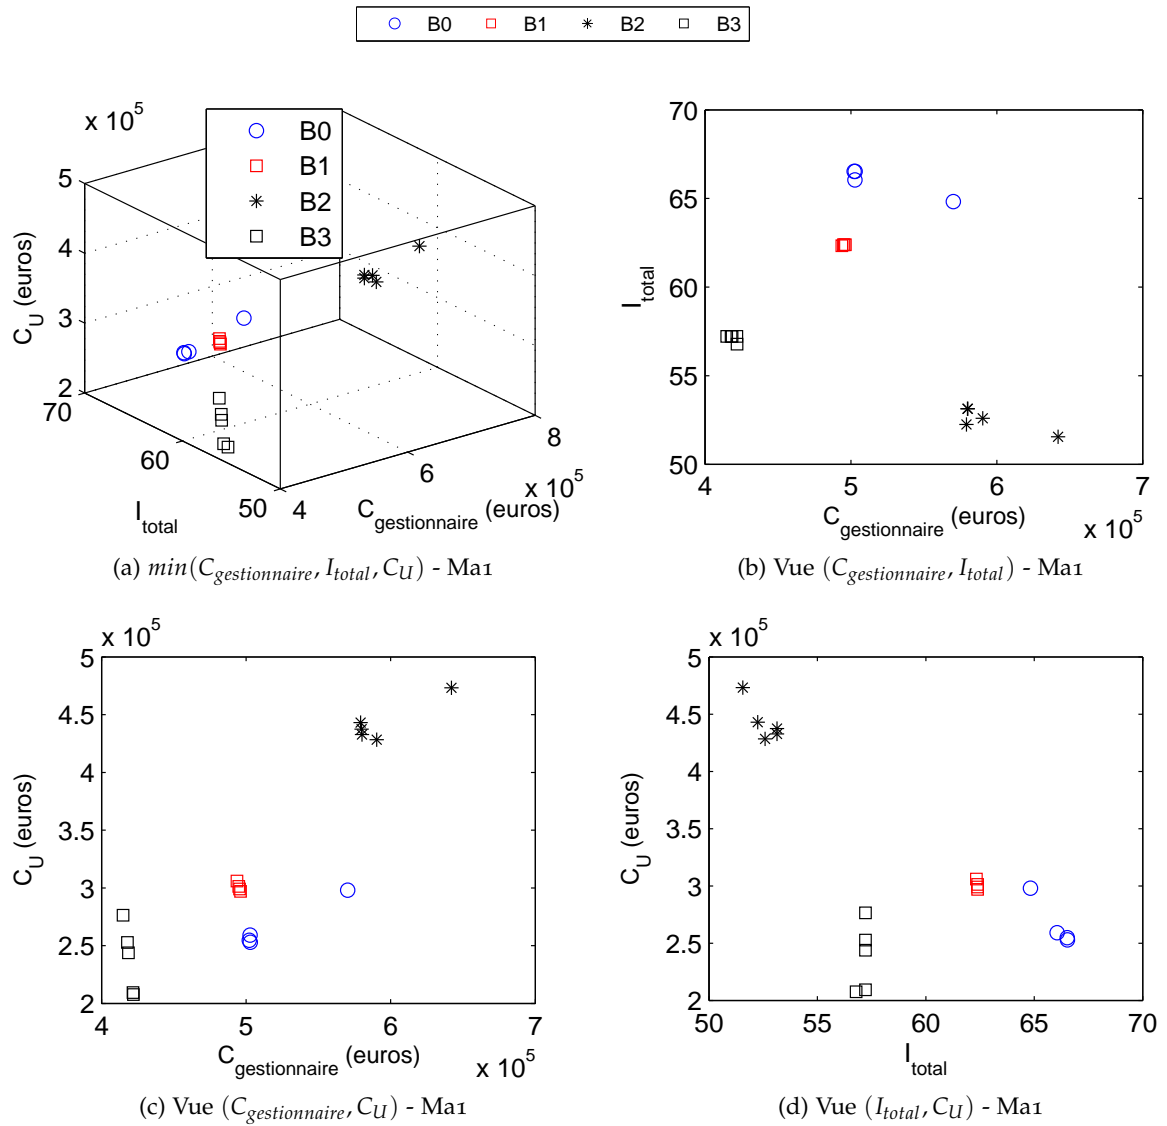 B0 B1 B2 B3
x 10^5
B0
B1
B2
B3
5
4
3
2
C_U (euros)
70
60
50
I_total
4
6
8
x 10^5
C_gestionnaire (euros)
(a) min(C_gestionnaire, I_total, C_U) - Ma1
70
65
60
55
50
I_total
4 5 6 7
C_gestionnaire (euros)
x 10^5
(b) Vue (C_gestionnaire, I_total) - Ma1
x 10^5
5
4.5
4
3.5
3
2.5
2
C_U (euros)
4 5 6 7
C_gestionnaire (euros)
x 10^5
(c) Vue (C_gestionnaire, C_U) - Ma1
x 10^5
5
4.5
4
3.5
3
2.5
2
C_U (euros)
50 55 60 65 70
I_total
(d) Vue (I_total, C_U) - Ma1